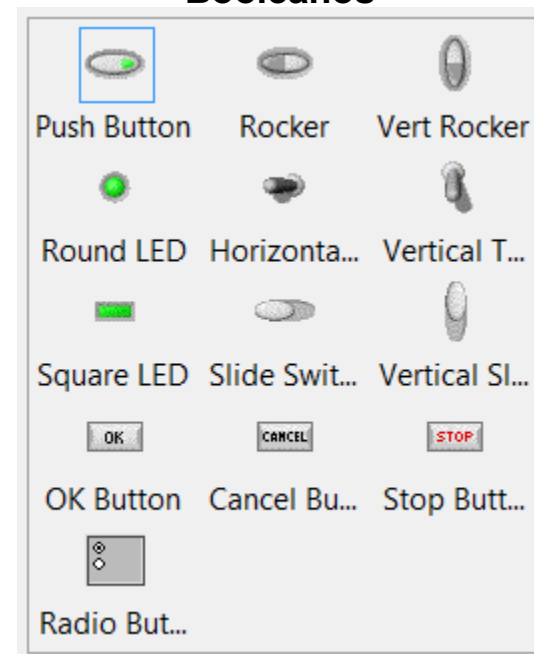 Booleanos
Push Button Rocker Vert Rocker
Round LED Horizonta... Vertical T...
Square LED Slide Swit... Vertical Sl...
OK CANCEL STOP
OK Button Cancel Bu... Stop Butt...
Radio But...